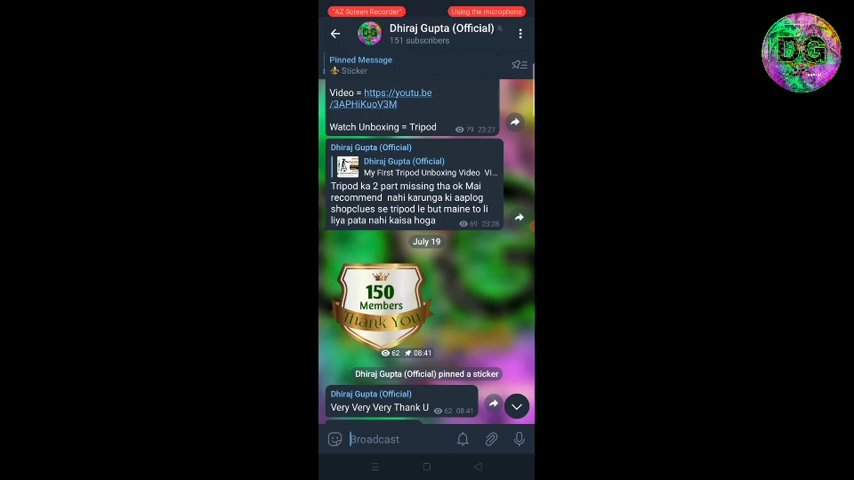 "AZ Screen Recorder"
Using the microphone
Dhiraj Gupta (Official)
151 subscribers
DG
Pinned Message
Sticker
Video = https://youtu.be
/3APHiKuoV3M
Watch Unboxing = Tripod
79 23:27
Dhiraj Gupta (Official)
Dhiraj Gupta (Official)
My First Tripod Unboxing Video Vi...
Tripod ka 2 part missing tha ok Mai
recommend nahi karunga ki aaplog
shopclues se tripod le but maine to li
liya pata nahi kaisa hoga
69 23:28
July 19
150
Members
Thank You
62 08:41
Dhiraj Gupta (Official) pinned a sticker
Dhiraj Gupta (Official)
Very Very Very Thank U
62 08:41
Broadcast